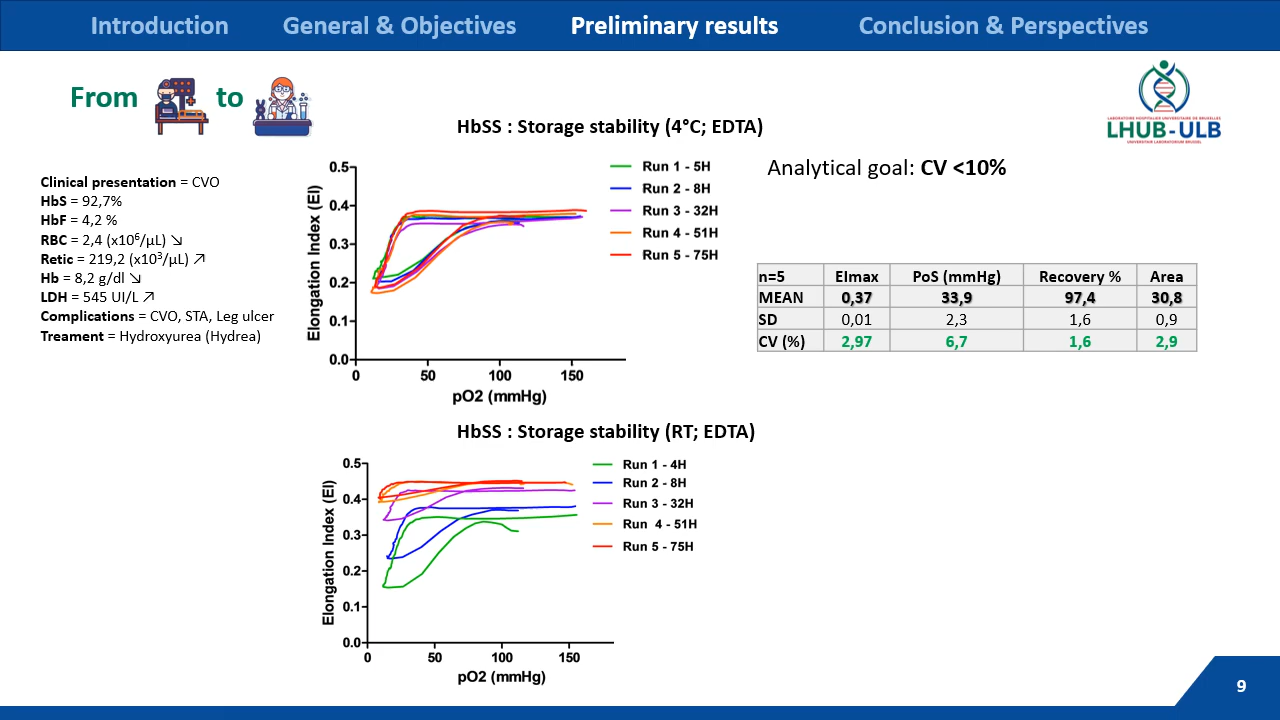 Introduction General & Objectives Preliminary results Conclusion & Perspectives
From to
LABORATOIRE HOSPITALIER UNIVERSITAIRE DE BRUXELLES
LHUB-ULB
UNIVERSITAIR LABORATORIUM BRUSSEL
HbSS : Storage stability (4°C; EDTA)
Analytical goal: CV <10%
Clinical presentation = CVO
HbS = 92,7%
HbF = 4,2 %
RBC = 2,4 (x10⁶/µL) ↘
Retic = 219,2 (x10³/µL) ↗
Hb = 8,2 g/dl ↘
LDH = 545 UI/L ↗
Complications = CVO, STA, Leg ulcer
Treament = Hydroxyurea (Hydrea)
Elongation Index (EI)
0.5
0.4
0.3
0.2
0.1
0.0
0 50 100 150
pO2 (mmHg)
Run 1 - 5H
Run 2 - 8H
Run 3 - 32H
Run 4 - 51H
Run 5 - 75H
n=5 EImax PoS (mmHg) Recovery % Area
MEAN 0,37 33,9 97,4 30,8
SD 0,01 2,3 1,6 0,9
CV (%) 2,97 6,7 1,6 2,9
HbSS : Storage stability (RT; EDTA)
Elongation Index (EI)
0.5
0.4
0.3
0.2
0.1
0.0
0 50 100 150
pO2 (mmHg)
Run 1 - 4H
Run 2 - 8H
Run 3 - 32H
Run 4 - 51H
Run 5 - 75H
9